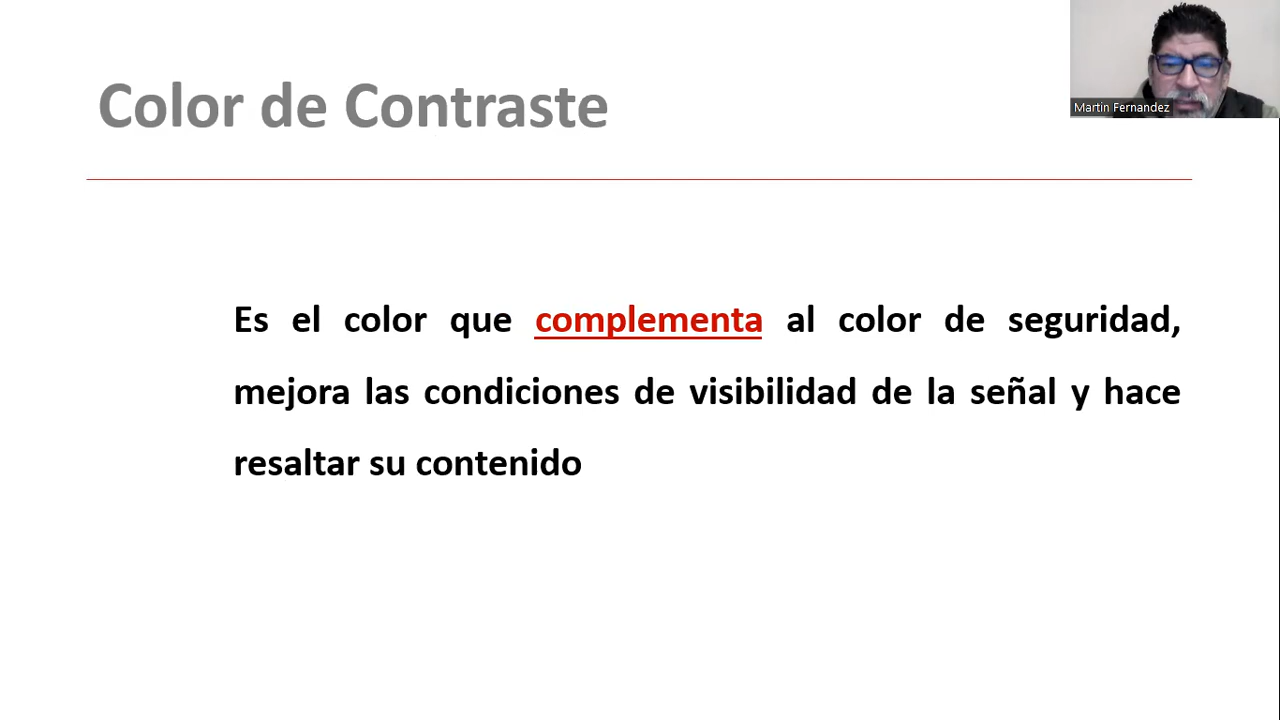 Color de Contraste
Martin Fernandez
Es el color que complementa al color de seguridad,
mejora las condiciones de visibilidad de la señal y hace
resaltar su contenido